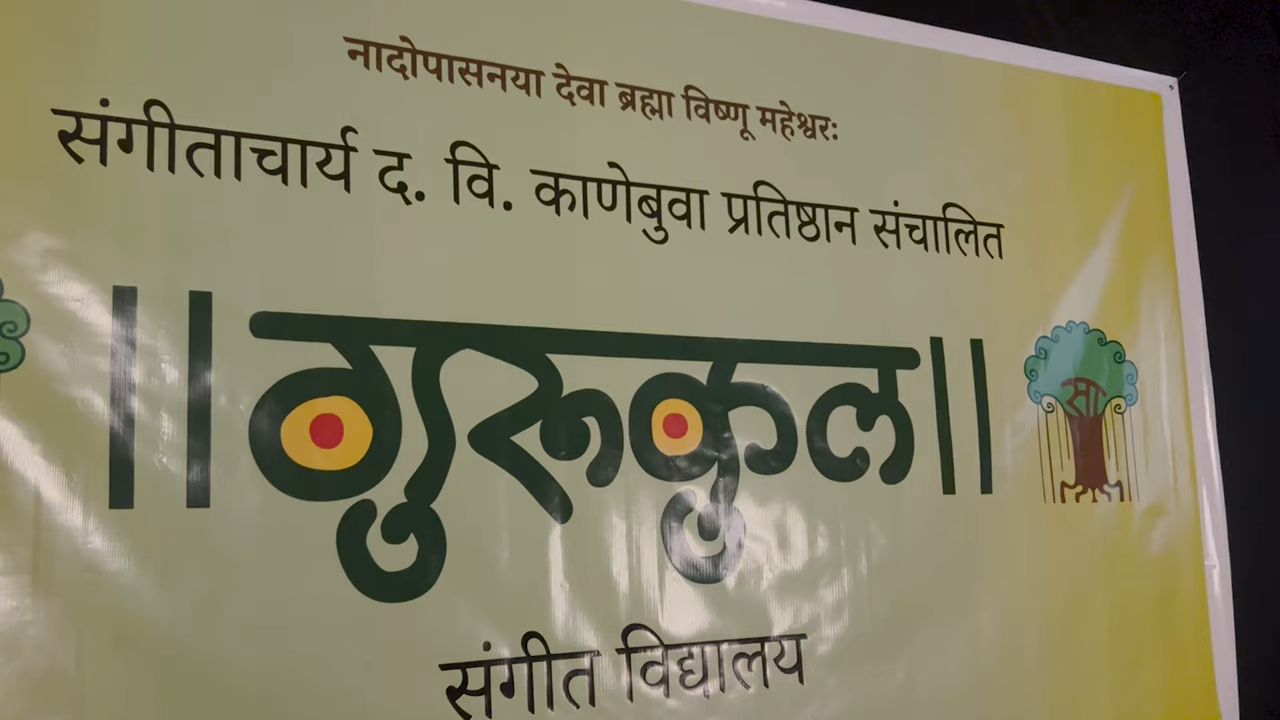 नादोपासनया देवा ब्रह्मा विष्णू महेश्वरः
संगीताचार्य द. वि. काणेबुवा प्रतिष्ठान संचालित
||गुरूकुल||
सा
संगीत विद्यालय